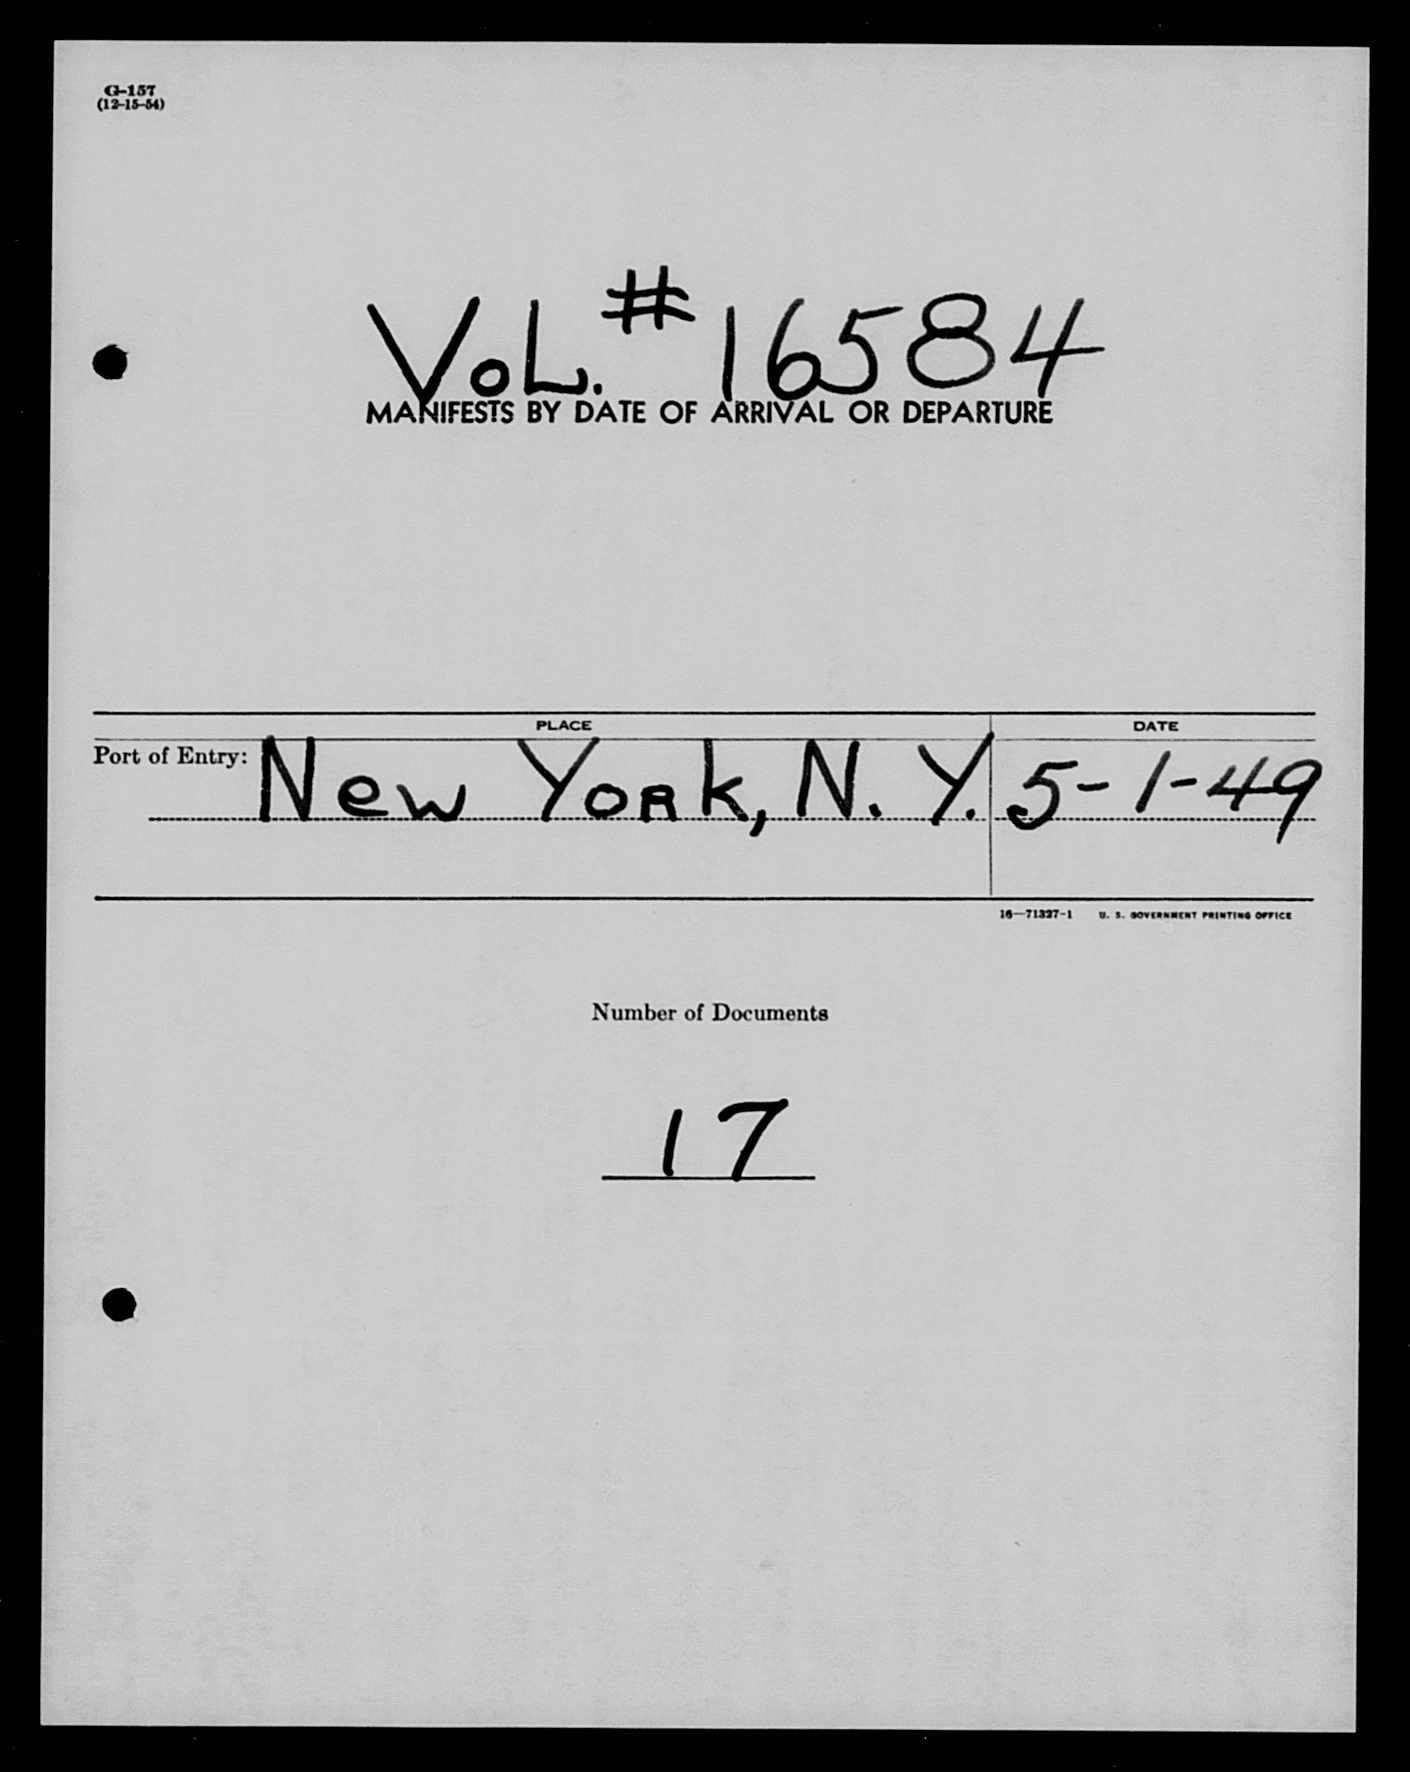 G-157
(12-15-54)
VoL. # 16584
MANIFESTS BY DATE OF ARRIVAL OR DEPARTURE
PLACE DATE
Port of Entry: New York, N. Y. 5-1-49
16—71327-1 U. S. GOVERNMENT PRINTING OFFICE
Number of Documents
17